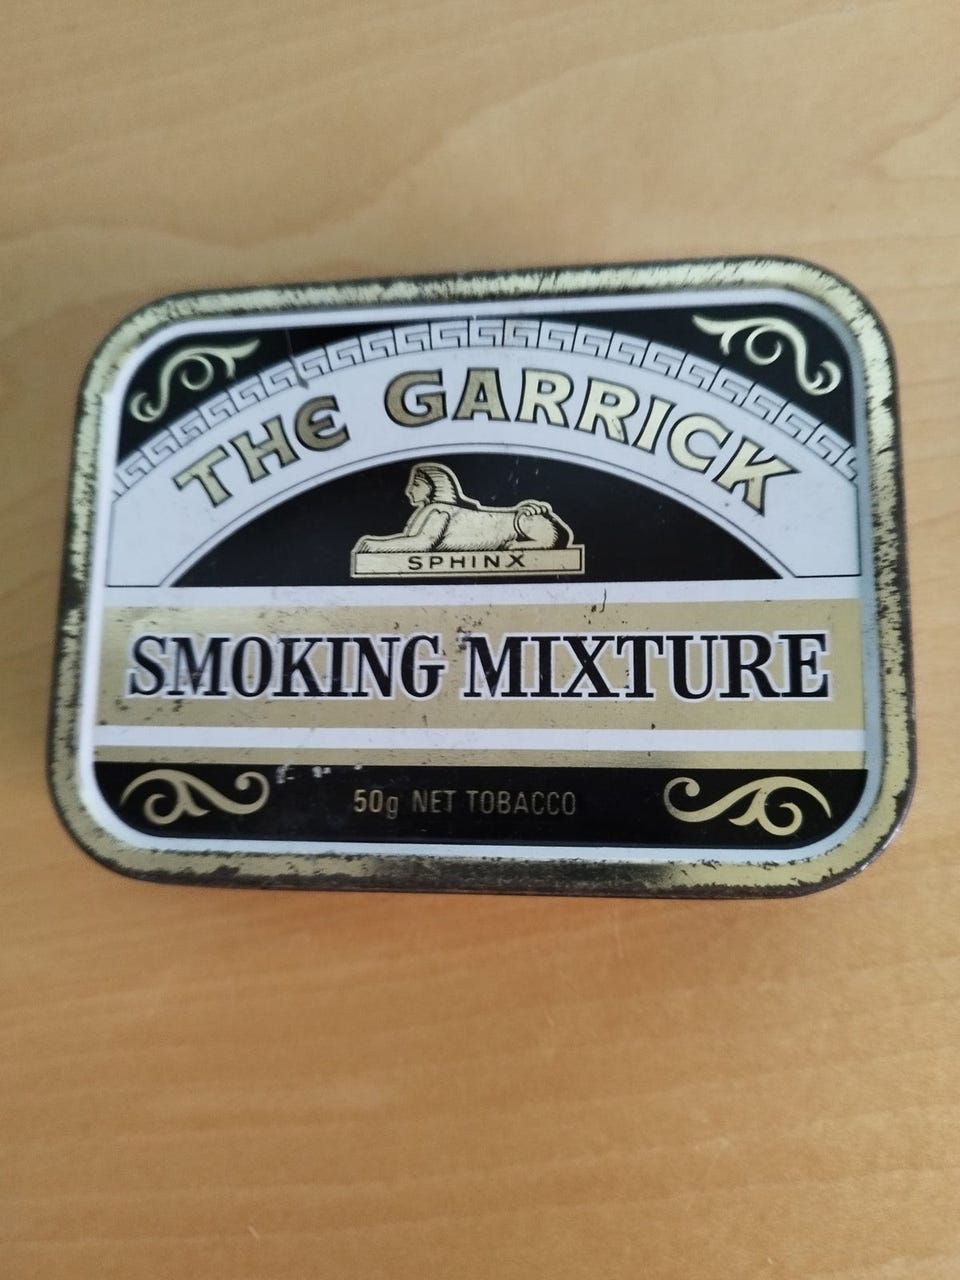 THE GARRICK
SPHINX
SMOKING MIXTURE
50g NET TOBACCO